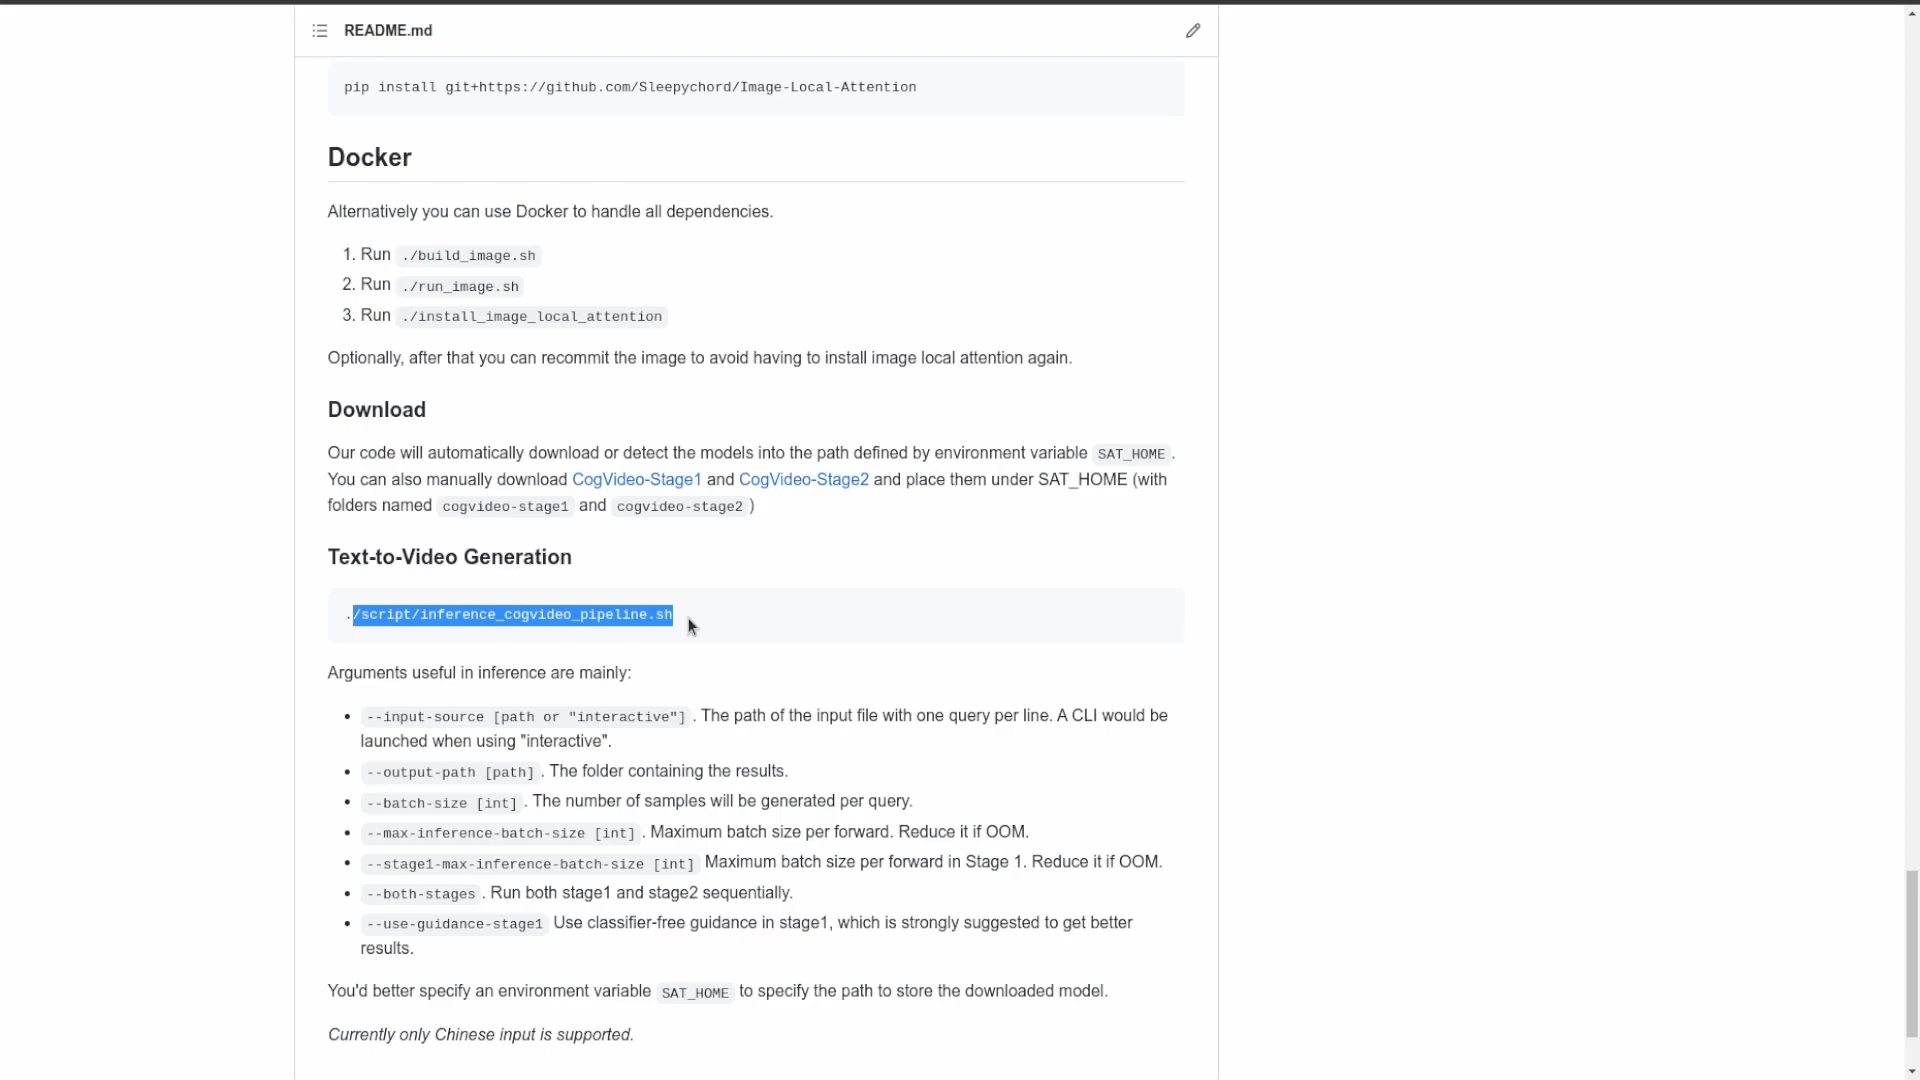 README.md
pip install git+https://github.com/Sleepychord/Image-Local-Attention
Docker
Alternatively you can use Docker to handle all dependencies.
1. Run ./build_image.sh
2. Run ./run_image.sh
3. Run ./install_image_local_attention
Optionally, after that you can recommit the image to avoid having to install image local attention again.
Download
Our code will automatically download or detect the models into the path defined by environment variable SAT_HOME.
You can also manually download CogVideo-Stage1 and CogVideo-Stage2 and place them under SAT_HOME (with
folders named cogvideo-stage1 and cogvideo-stage2)
Text-to-Video Generation
./script/inference_cogvideo_pipeline.sh
Arguments useful in inference are mainly:
• --input-source [path or "interactive"]. The path of the input file with one query per line. A CLI would be
launched when using "interactive".
• --output-path [path]. The folder containing the results.
• --batch-size [int]. The number of samples will be generated per query.
• --max-inference-batch-size [int]. Maximum batch size per forward. Reduce it if OOM.
• --stage1-max-inference-batch-size [int] Maximum batch size per forward in Stage 1. Reduce it if OOM.
• --both-stages. Run both stage1 and stage2 sequentially.
• --use-guidance-stage1 Use classifier-free guidance in stage1, which is strongly suggested to get better
results.
You'd better specify an environment variable SAT_HOME to specify the path to store the downloaded model.
Currently only Chinese input is supported.